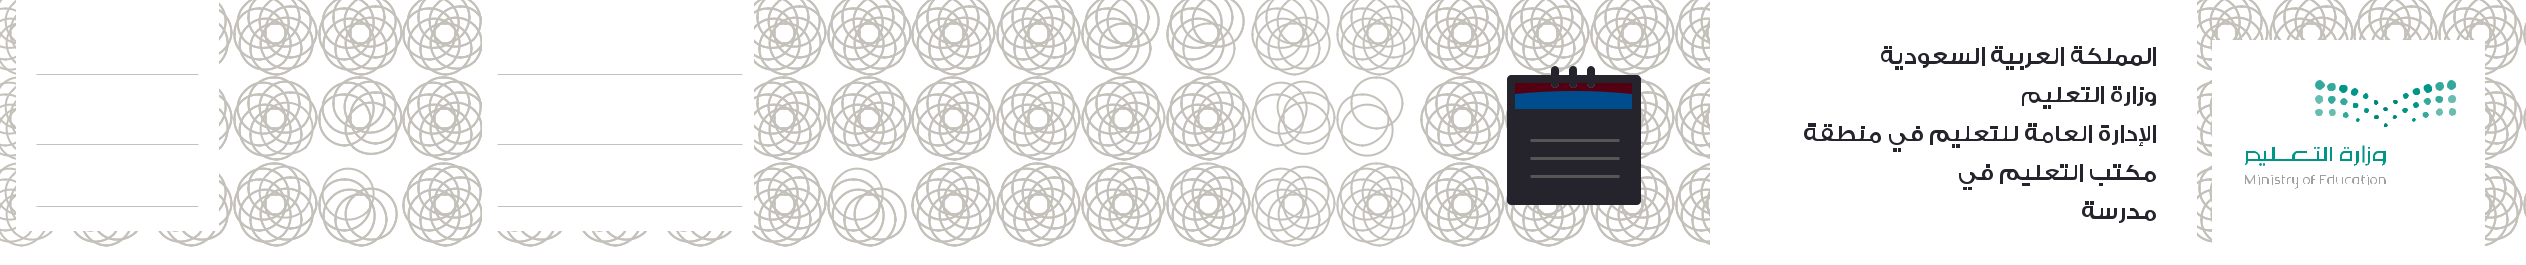 المملكة العربية السعودية
وزارة التعليم
الإدارة العامة للتعليم في منطقة
مكتب التعليم في
مدرسة
وزارة التعليم
Ministry of Education